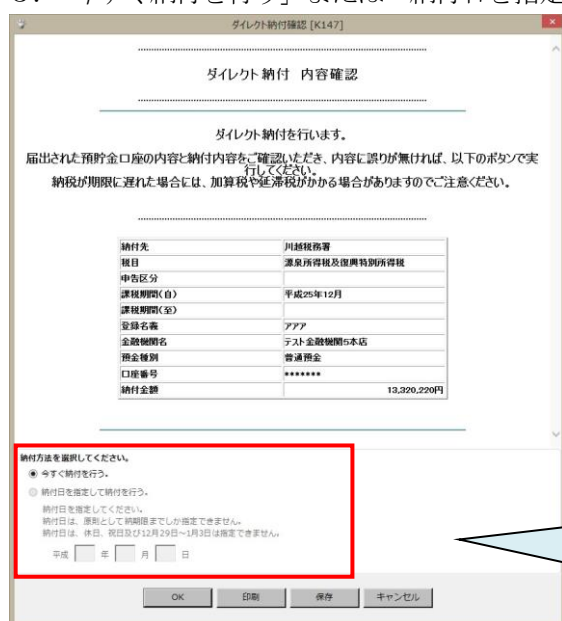 ダイレクト納付確認 [K147]
ダイレクト納付 内容確認
ダイレクト納付を行います。
届出された預貯金口座の内容と納付内容をご確認いただき、内容に誤りが無ければ、以下のボタンで実
行してください。
納税が期限に遅れた場合には、加算税や延滞税がかかる場合がありますのでご注意ください。
納付先 川越税務署
税目 源泉所得税及復興特別所得税
申告区分
課税期間(自) 平成25年12月
課税期間(至)
登録名義 アアア
金融機関名 テスト金融機関5本店
預金種別 普通預金
口座番号 *******
納付金額 13,320,220円
納付方法を選択してください。
今すぐ納付を行う。
納付日を指定して納付を行う。
納付日を指定してください。
納付日は、原則として納期限までしか指定できません。
納付日は、休日、祝日及び12月29日~1月3日は指定できません。
平成 年 月 日
OK 印刷 保存 キャンセル